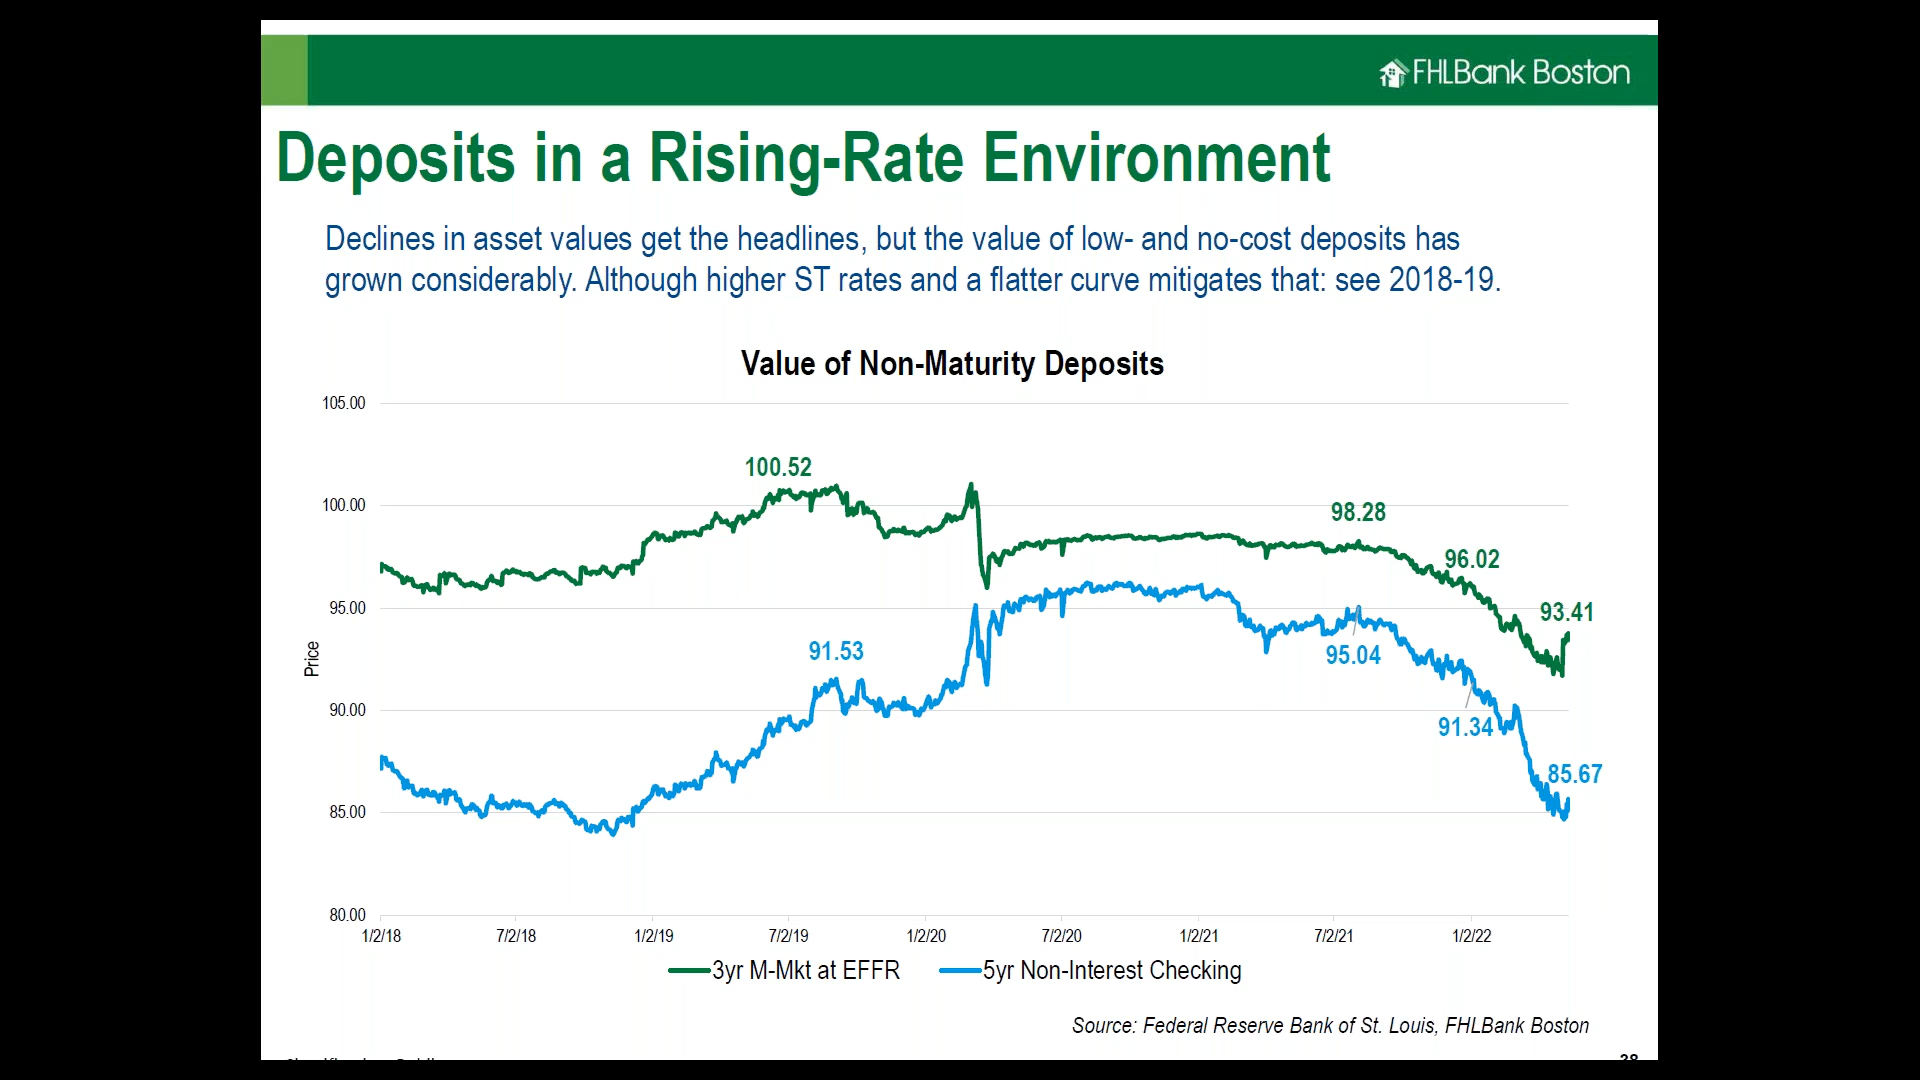 FHLBank Boston
Deposits in a Rising-Rate Environment
Declines in asset values get the headlines, but the value of low- and no-cost deposits has
grown considerably. Although higher ST rates and a flatter curve mitigates that: see 2018-19.
Value of Non-Maturity Deposits
105.00
100.00
95.00
90.00
85.00
80.00
Price
100.52
98.28
96.02
93.41
91.53
95.04
91.34
85.67
1/2/18 7/2/18 1/2/19 7/2/19 1/2/20 7/2/20 1/2/21 7/2/21 1/2/22
3yr M-Mkt at EFFR 5yr Non-Interest Checking
Source: Federal Reserve Bank of St. Louis, FHLBank Boston